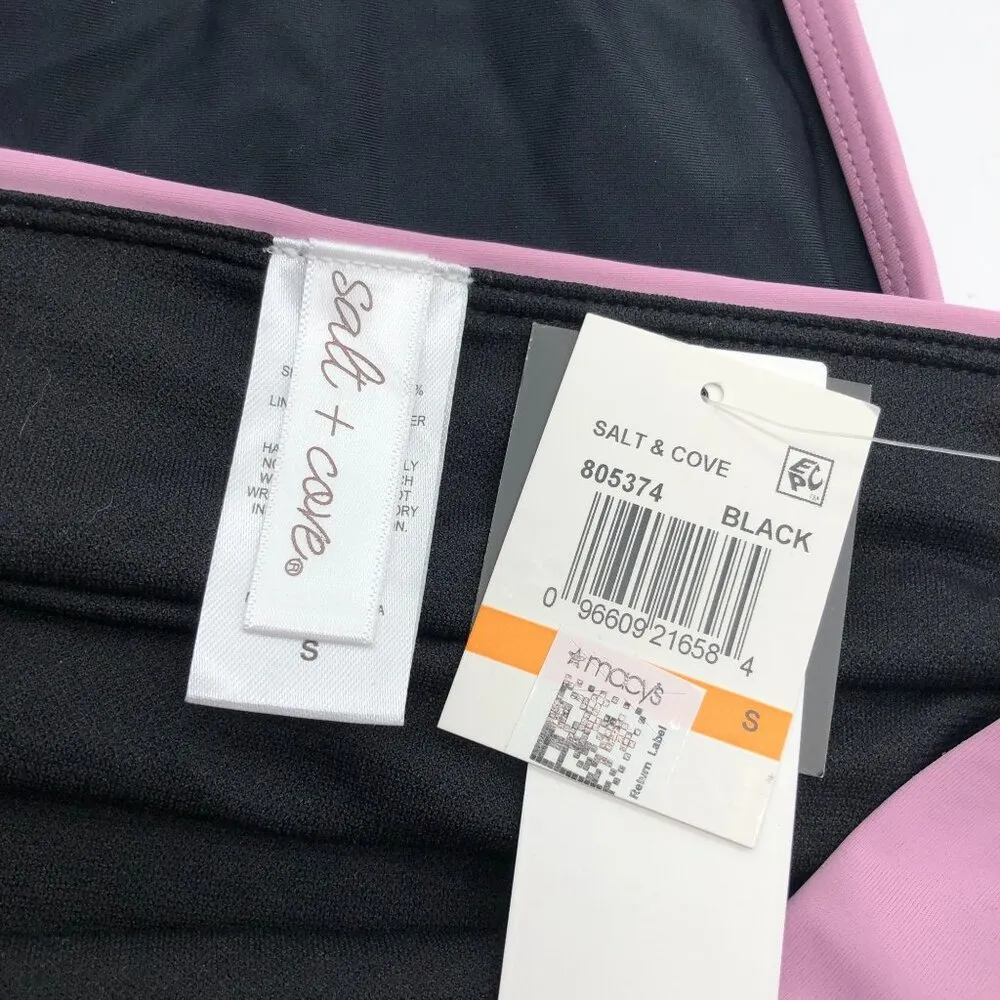 salt + cove®
S
SALT & COVE
805374
BLACK
0 96609 21658 4
macy's
Return Label
S